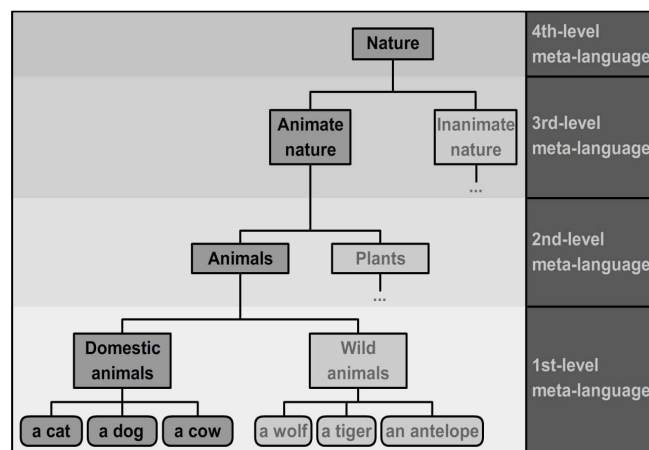 Nature
4th-level
meta-language
Animate
nature
Inanimate
nature
...
3rd-level
meta-language
Animals
Plants
...
2nd-level
meta-language
Domestic
animals
Wild
animals
1st-level
meta-language
a cat
a dog
a cow
a wolf
a tiger
an antelope